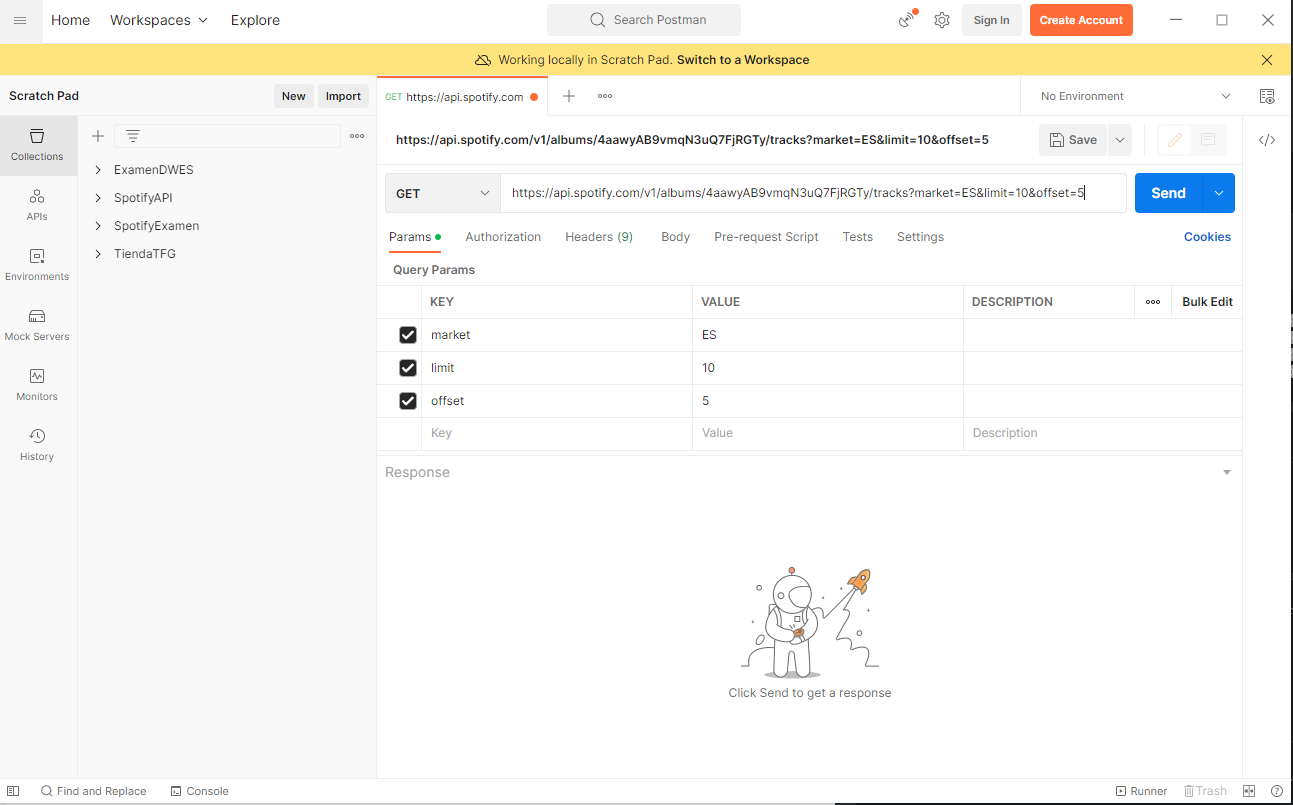 Home Workspaces Explore Search Postman Sign In Create Account
Working locally in Scratch Pad. Switch to a Workspace
Scratch Pad New Import GET https://api.spotify.com No Environment
https://api.spotify.com/v1/albums/4aawyAB9vmqN3uQ7FjRGTy/tracks?market=ES&limit=10&offset=5 Save
Collections
ExamenDWES
SpotifyAPI
SpotifyExamen
TiendaTFG
APIs
Environments
Mock Servers
Monitors
History
GET https://api.spotify.com/v1/albums/4aawyAB9vmqN3uQ7FjRGTy/tracks?market=ES&limit=10&offset=5 Send
Params Authorization Headers (9) Body Pre-request Script Tests Settings Cookies
Query Params
KEY VALUE DESCRIPTION Bulk Edit
market ES
limit 10
offset 5
Key Value Description
Response
Click Send to get a response
Find and Replace Console Runner Trash